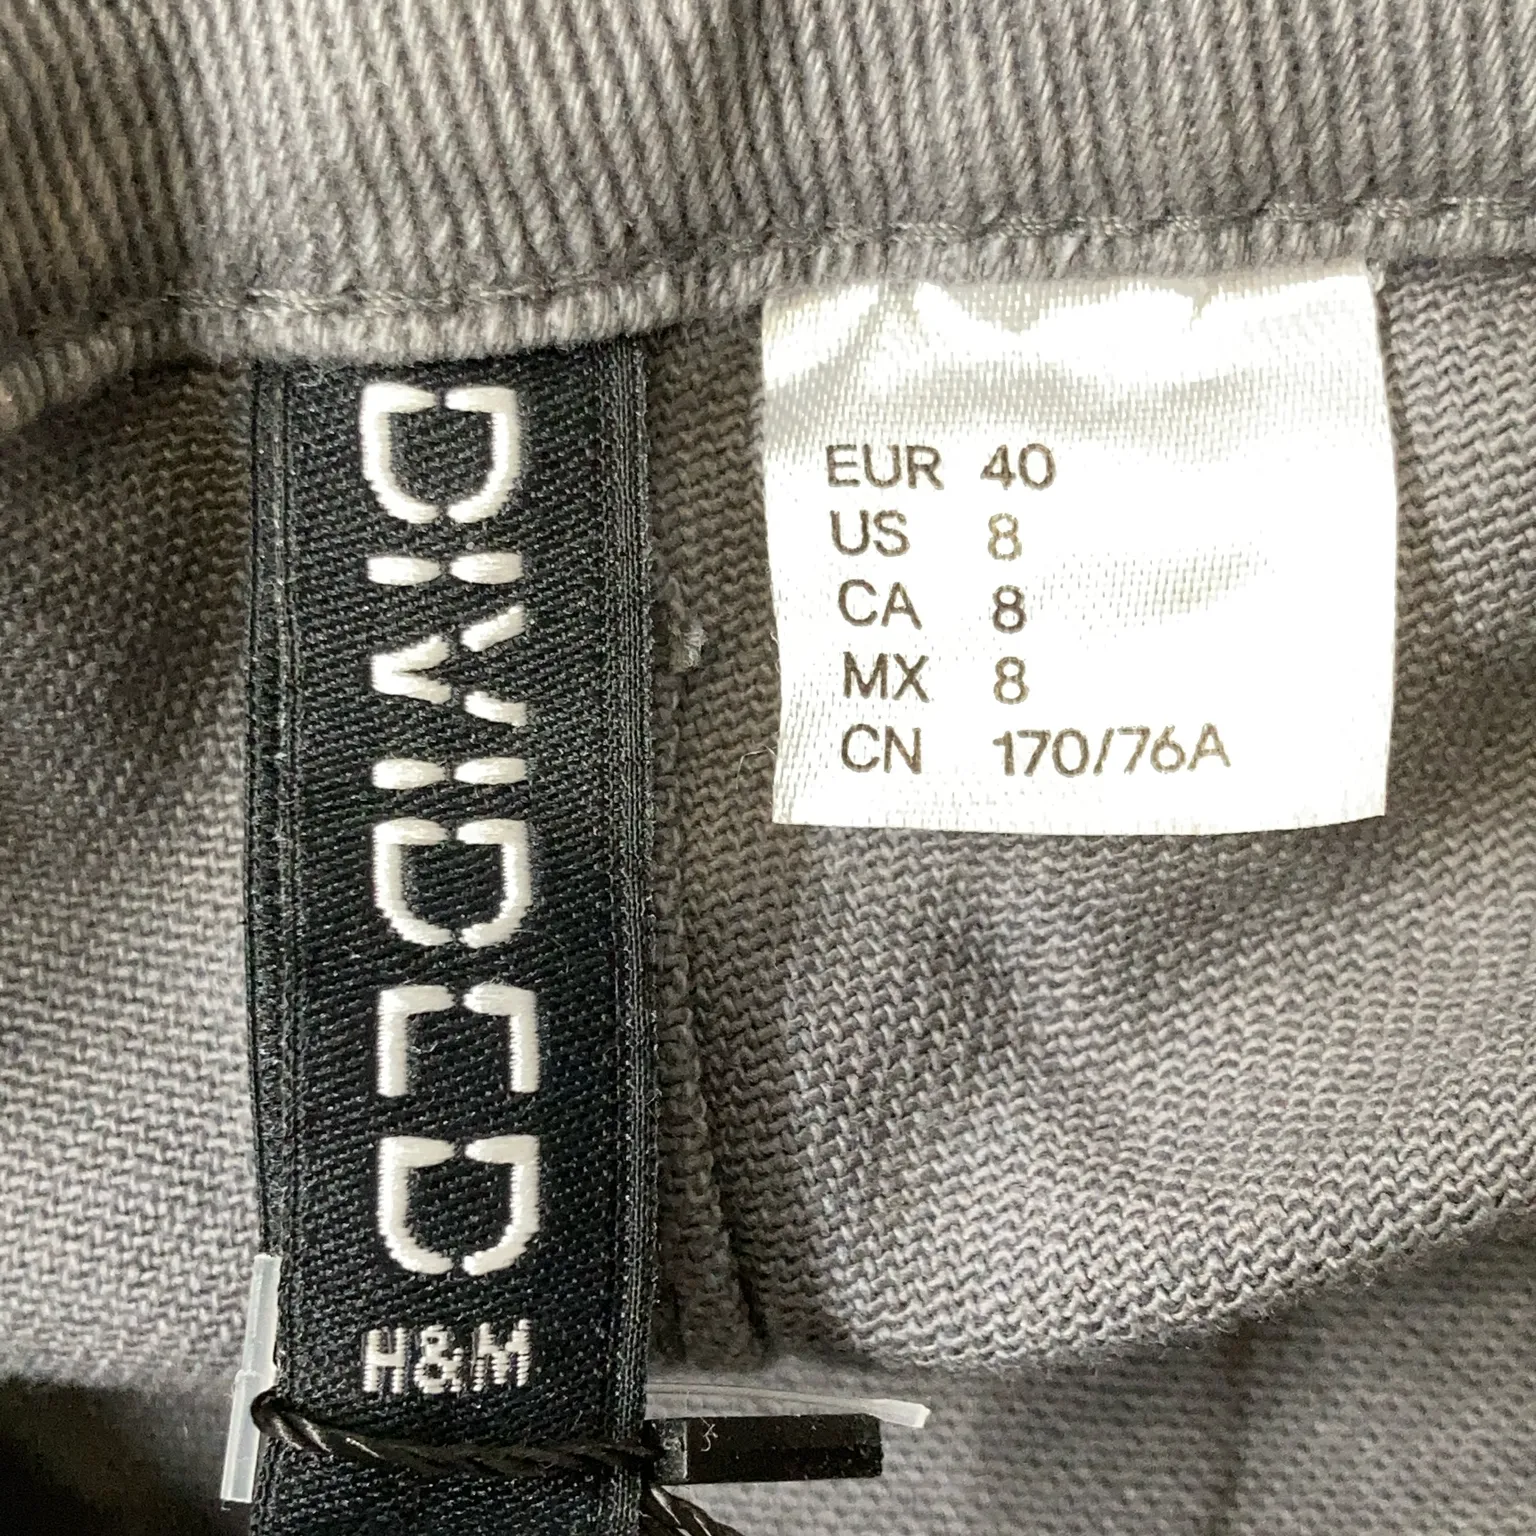 DIVIDED
H&M
EUR 40
US 8
CA 8
MX 8
CN 170/76A